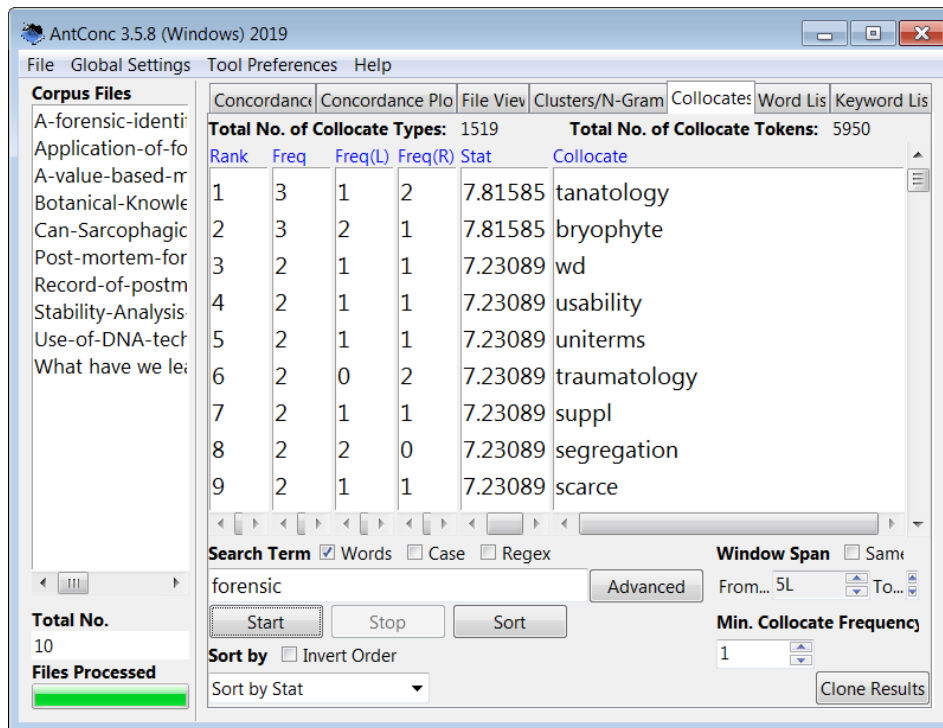 AntConc 3.5.8 (Windows) 2019
File Global Settings Tool Preferences Help
Corpus Files
A-forensic-identif
Application-of-fo
A-value-based-m
Botanical-Knowle
Can-Sarcophagic
Post-mortem-for
Record-of-postm
Stability-Analysis-
Use-of-DNA-tech
What have we lea
Total No.
10
Files Processed
Concordance Concordance Plo File View Clusters/N-Gram Collocates Word Lis Keyword Lis
Total No. of Collocate Types: 1519 Total No. of Collocate Tokens: 5950
Rank Freq Freq(L) Freq(R) Stat Collocate
1 3 1 2 7.81585 tanatology
2 3 2 1 7.81585 bryophyte
3 2 1 1 7.23089 wd
4 2 1 1 7.23089 usability
5 2 1 1 7.23089 uniterms
6 2 0 2 7.23089 traumatology
7 2 1 1 7.23089 suppl
8 2 2 0 7.23089 segregation
9 2 1 1 7.23089 scarce
Search Term Words Case Regex Window Span Same
forensic Advanced From... 5L To...
Start Stop Sort Min. Collocate Frequency
Sort by Invert Order 1
Sort by Stat Clone Results